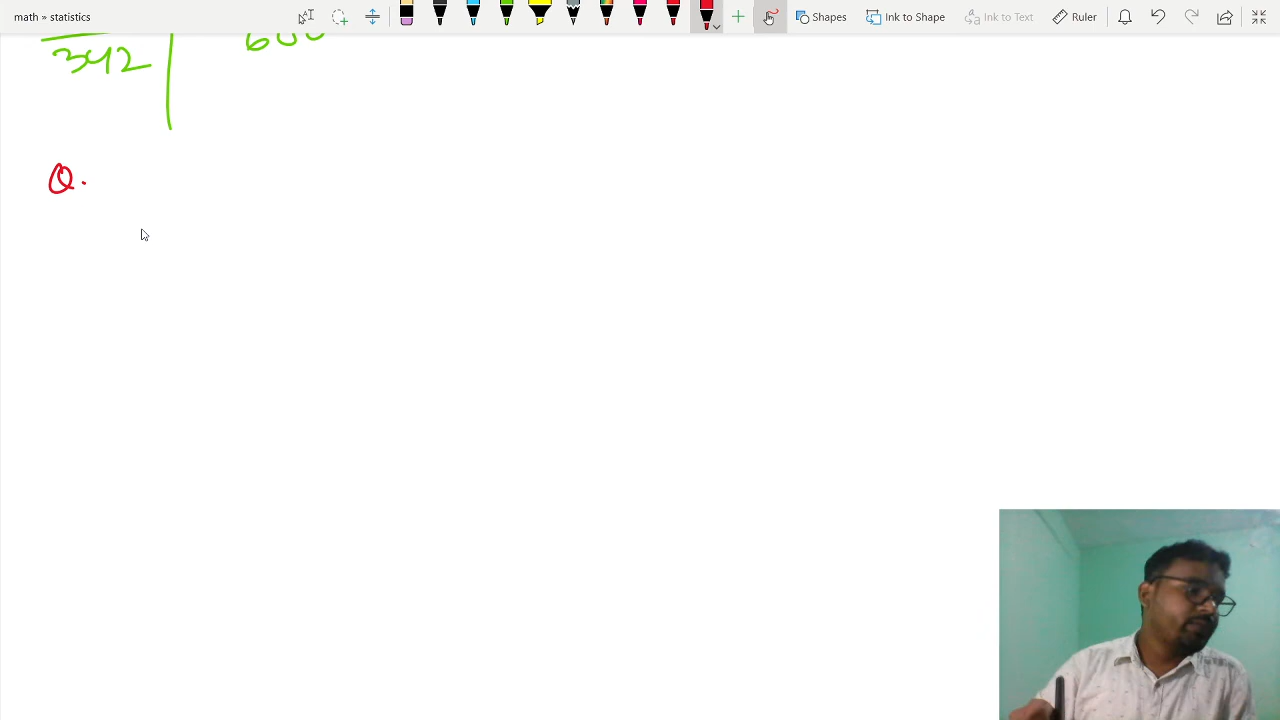 math » statistics Shapes Ink to Shape Ink to Text Ruler
342
Q.